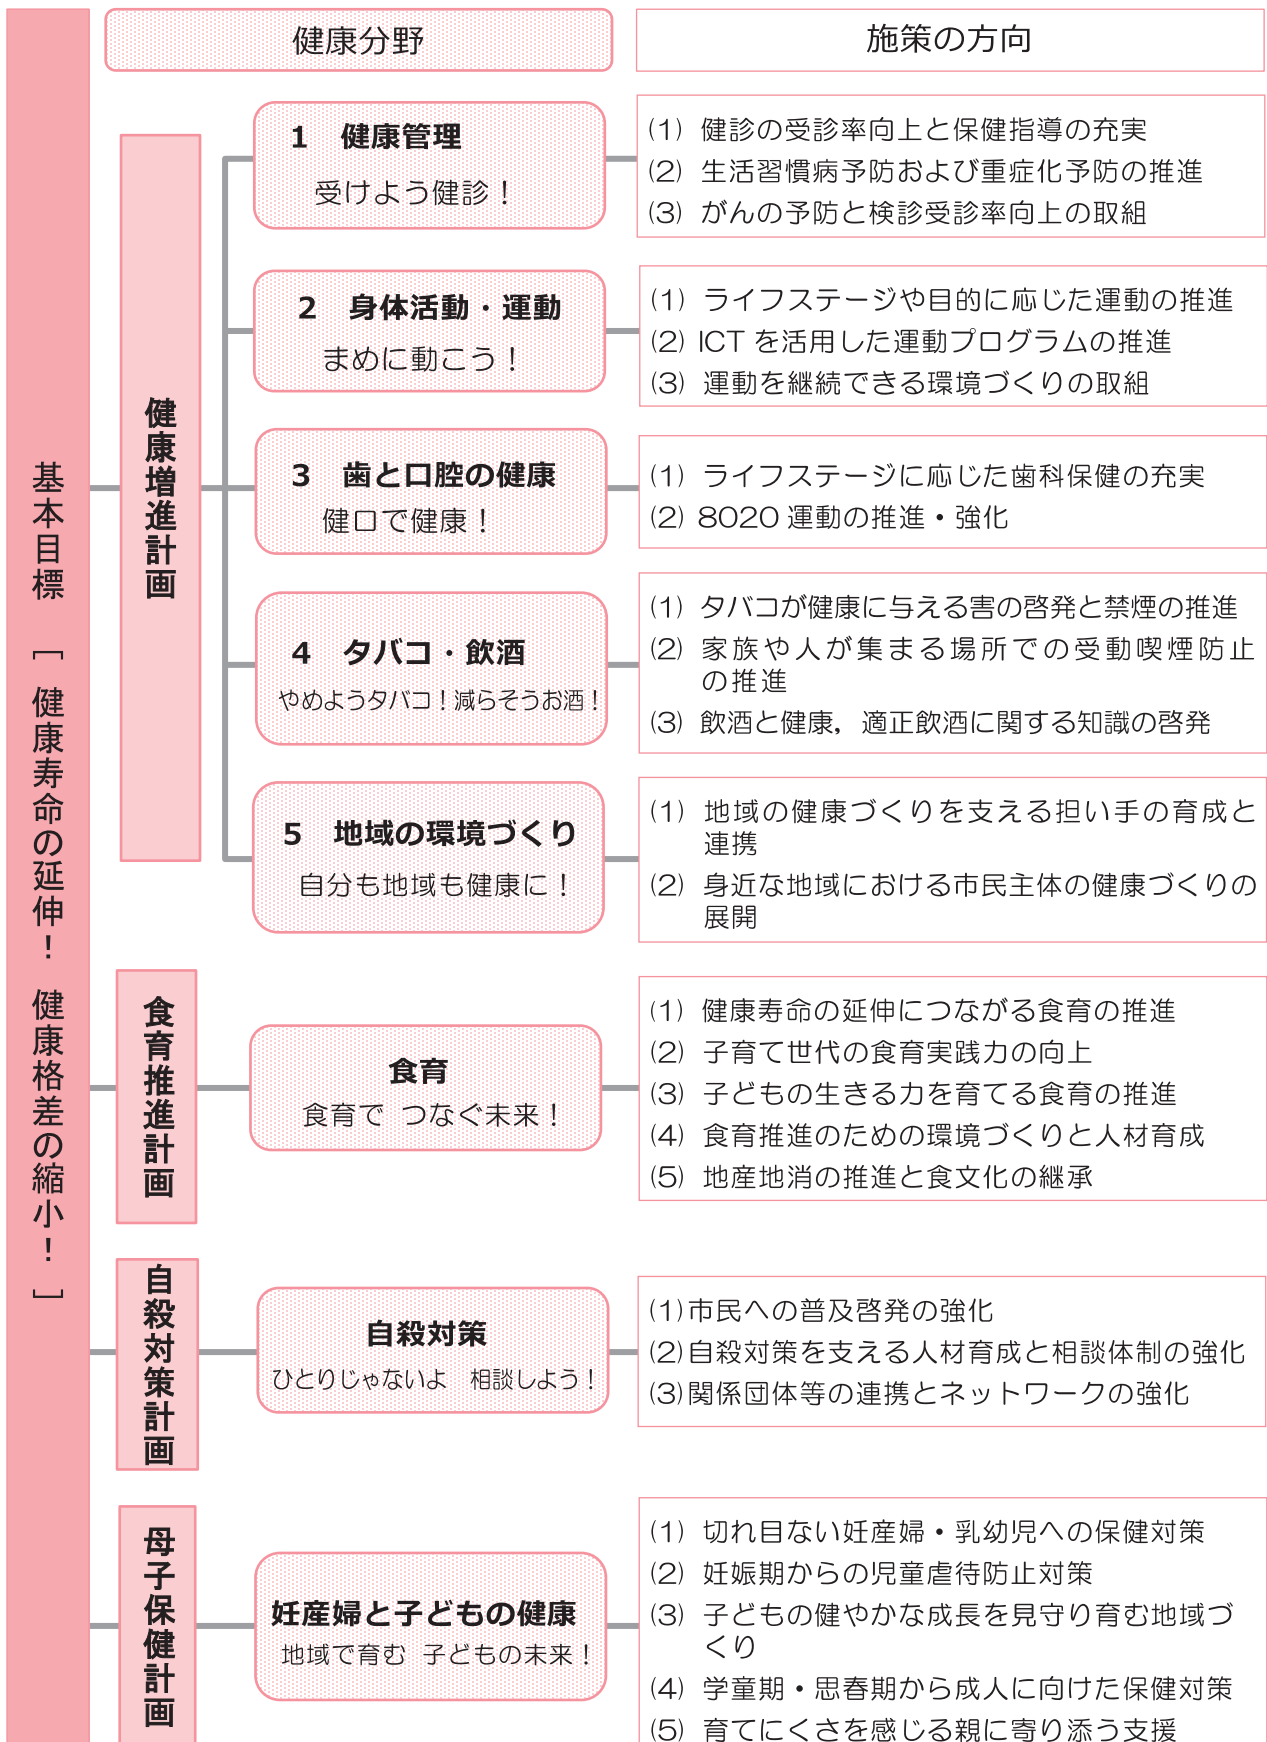 健康分野
施策の方向
基本目標 ［ 健康寿命の延伸！ 健康格差の縮小！ ］
健康増進計画
1 健康管理
受けよう健診！
(1) 健診の受診率向上と保健指導の充実
(2) 生活習慣病予防および重症化予防の推進
(3) がんの予防と検診受診率向上の取組
2 身体活動・運動
まめに動こう！
(1) ライフステージや目的に応じた運動の推進
(2) ICT を活用した運動プログラムの推進
(3) 運動を継続できる環境づくりの取組
3 歯と口腔の健康
健口で健康！
(1) ライフステージに応じた歯科保健の充実
(2) 8020 運動の推進・強化
4 タバコ・飲酒
やめようタバコ！減らそうお酒！
(1) タバコが健康に与える害の啓発と禁煙の推進
(2) 家族や人が集まる場所での受動喫煙防止
の推進
(3) 飲酒と健康，適正飲酒に関する知識の啓発
5 地域の環境づくり
自分も地域も健康に！
(1) 地域の健康づくりを支える担い手の育成と
連携
(2) 身近な地域における市民主体の健康づくりの
展開
食育推進計画
食育
食育で つなぐ未来！
(1) 健康寿命の延伸につながる食育の推進
(2) 子育て世代の食育実践力の向上
(3) 子どもの生きる力を育てる食育の推進
(4) 食育推進のための環境づくりと人材育成
(5) 地産地消の推進と食文化の継承
自殺対策計画
自殺対策
ひとりじゃないよ 相談しよう！
(1)市民への普及啓発の強化
(2)自殺対策を支える人材育成と相談体制の強化
(3)関係団体等の連携とネットワークの強化
母子保健計画
妊産婦と子どもの健康
地域で育む 子どもの未来！
(1) 切れ目ない妊産婦・乳幼児への保健対策
(2) 妊娠期からの児童虐待防止対策
(3) 子どもの健やかな成長を見守り育む地域づ
くり
(4) 学童期・思春期から成人に向けた保健対策
(5) 育てにくさを感じる親に寄り添う支援